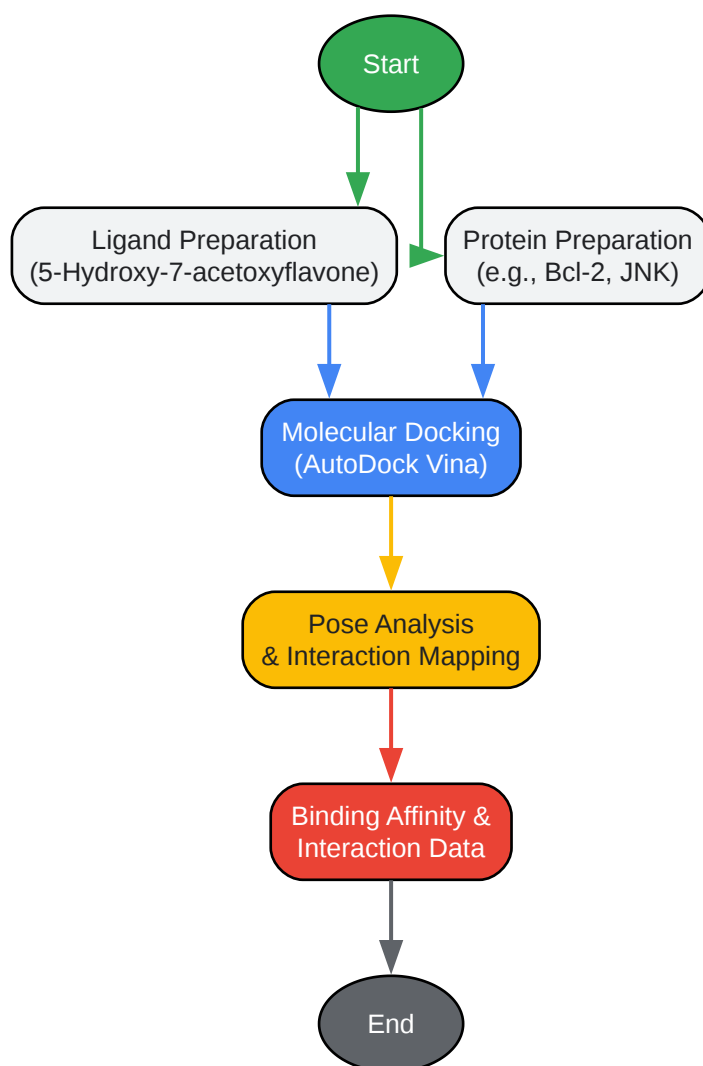 Start
Ligand Preparation
(5-Hydroxy-7-acetoxyflavone)
Protein Preparation
(e.g., Bcl-2, JNK)
Molecular Docking
(AutoDock Vina)
Pose Analysis
& Interaction Mapping
Binding Affinity &
Interaction Data
End